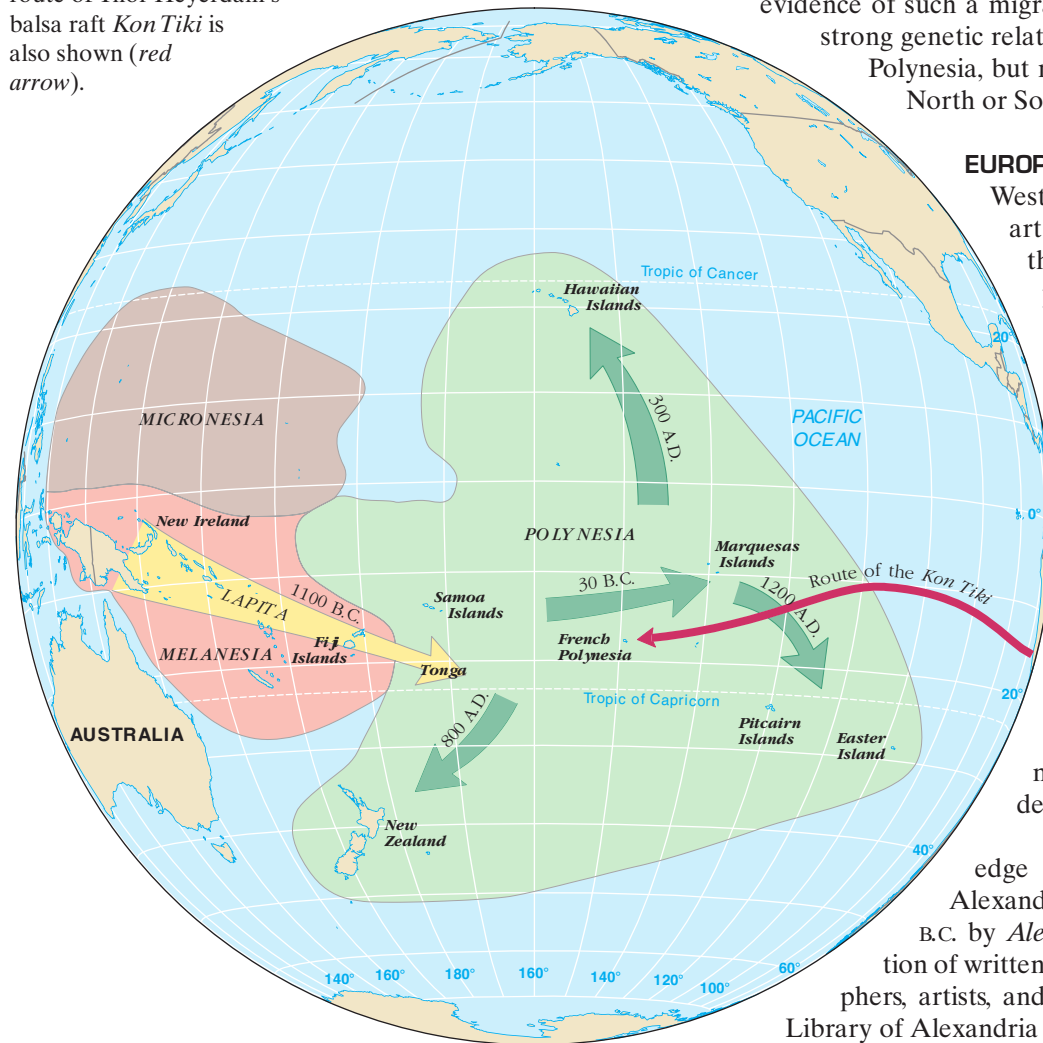 route of Thor Heyerdahl's
balsa raft Kon Tiki is
also shown (red
arrow).
evidence of such a migra
strong genetic relat
Polynesia, but
North or So
EUROP
West
art
th
Tropic of Cancer
Hawaiian
Islands
20°
300 A.D.
MICRONESIA
PACIFIC
OCEAN
0°
New Ireland
POLYNESIA
Marquesas
Islands
30 B.C.
1200 A.D.
Route of the Kon Tiki
LAPITA
1100 B.C.
Samoa
Islands
Fiji
Islands
MELANESIA
French
Polynesia
Tonga
20°
Tropic of Capricorn
800 A.D.
AUSTRALIA
Pitcairn
Islands
Easter
Island
New
Zealand
40°
de
edge
Alexand
B.C. by Ale
tion of written
phers, artists, and
Library of Alexandria
140°
160°
180°
160°
140°
120°
100°
60°